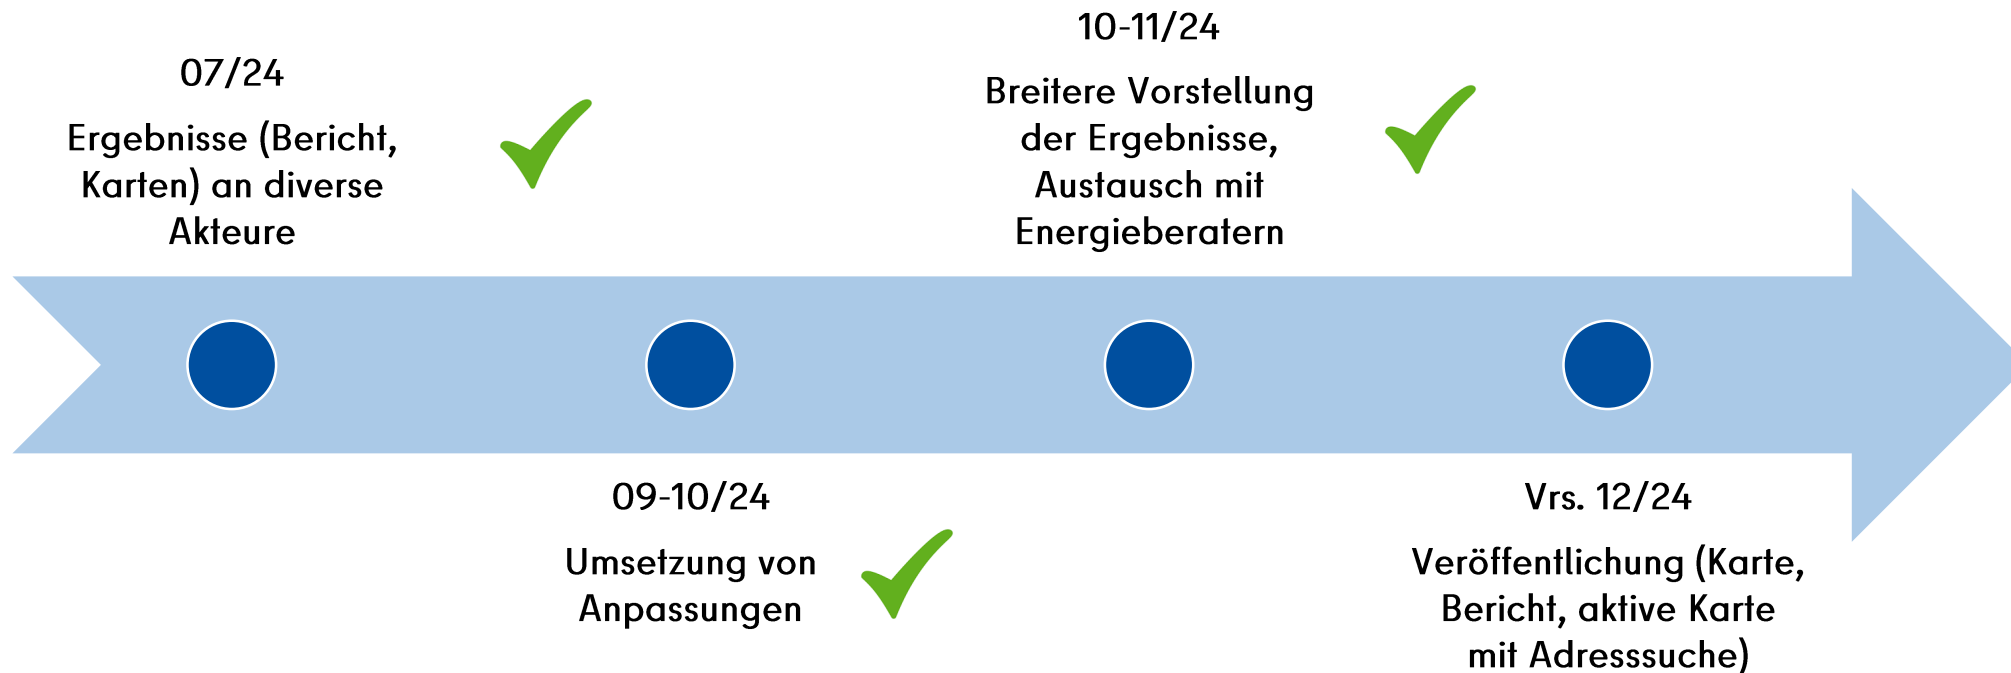 07/24
Ergebnisse (Bericht,
Karten) an diverse
Akteure
09-10/24
Umsetzung von
Anpassungen
10-11/24
Breitere Vorstellung
der Ergebnisse,
Austausch mit
Energieberatern
Vrs. 12/24
Veröffentlichung (Karte,
Bericht, aktive Karte
mit Adresssuche)